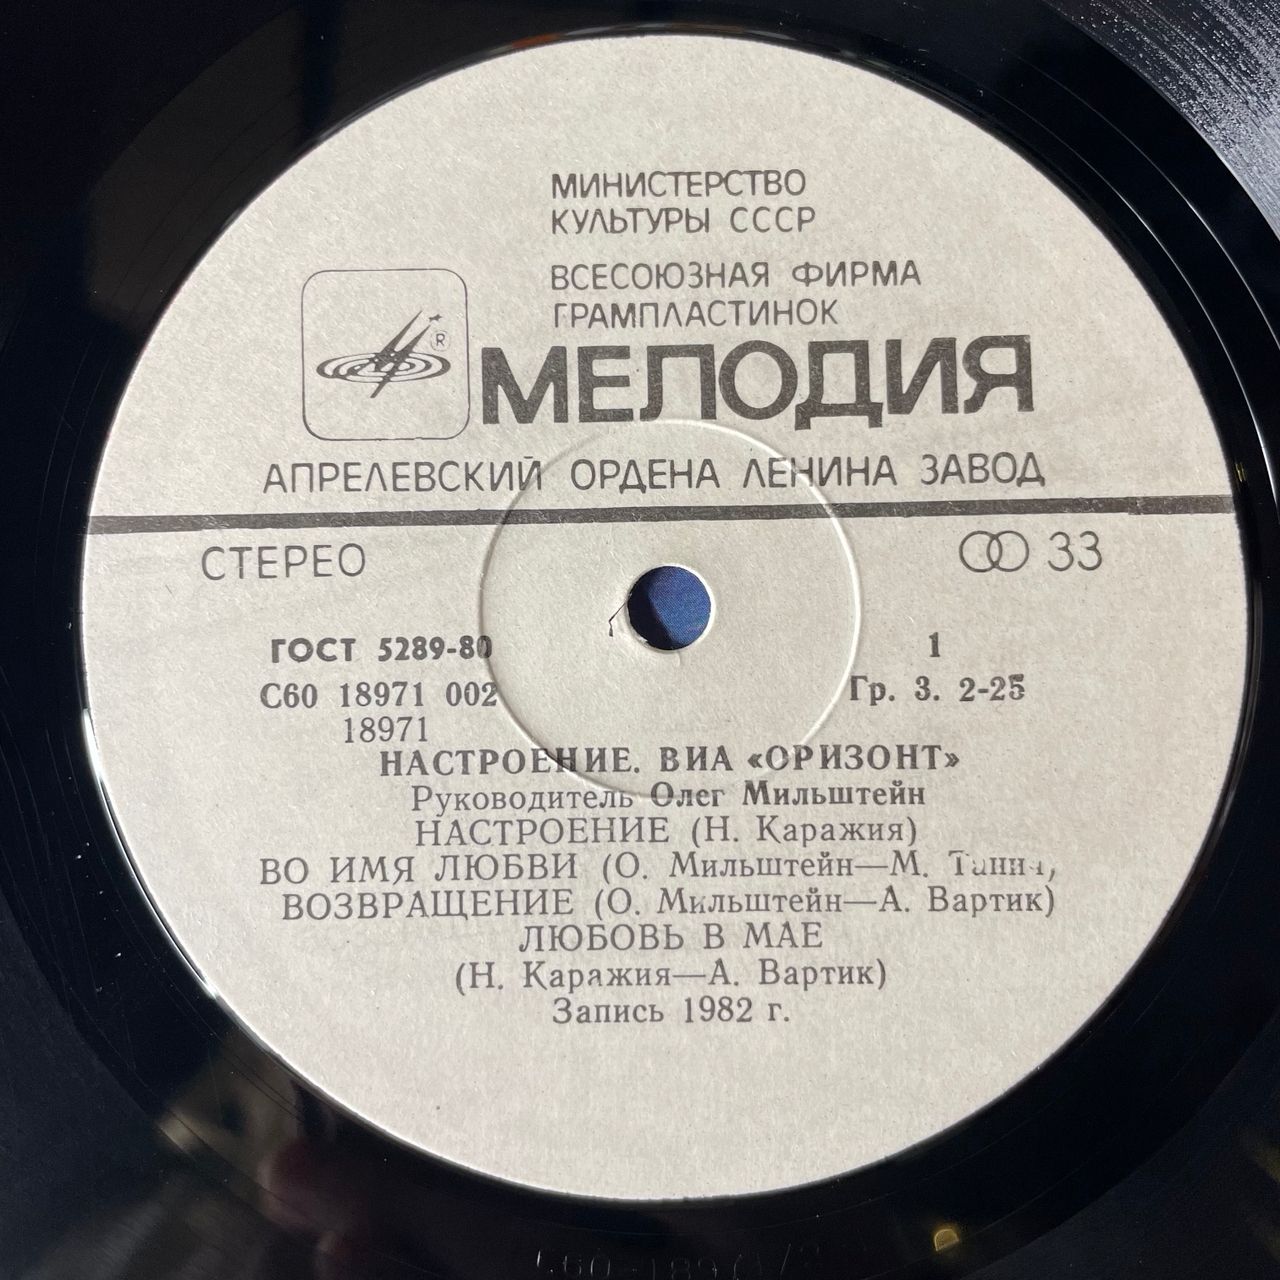 МИНИСТЕРСТВО
КУЛЬТУРЫ СССР
ВСЕСОЮЗНАЯ ФИРМА
ГРАМПЛАСТИНОК
® МЕЛОДИЯ
АПРЕЛЕВСКИЙ ОРДЕНА ЛЕНИНА ЗАВОД
СТЕРЕО 33
ГОСТ 5289-80 1
С60 18971 002 Гр. 3. 2-25
18971
НАСТРОЕНИЕ. ВИА «ОРИЗОНТ»
Руководитель Олег Мильштейн
НАСТРОЕНИЕ (Н. Каражия)
ВО ИМЯ ЛЮБВИ (О. Мильштейн—М. Танич,
ВОЗВРАЩЕНИЕ (О. Мильштейн—А. Вартик)
ЛЮБОВЬ В МАЕ
(Н. Каражия—А. Вартик)
Запись 1982 г.